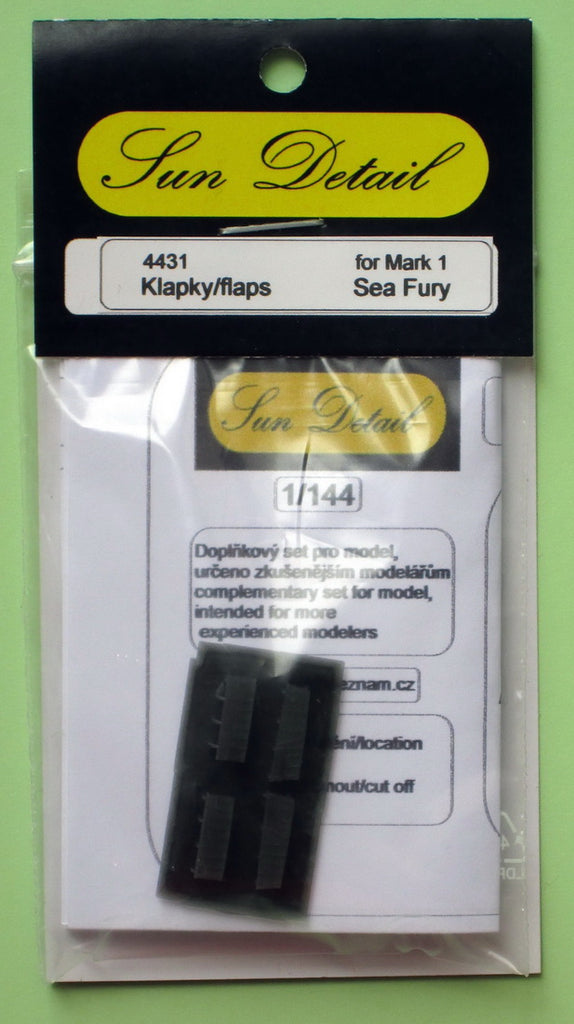 Sun Detail
4431 for Mark 1
Klapky/flaps Sea Fury
Sun Detail
1/144
Doplňkový set pro model,
určeno zkušenějším modelářům
complementary set for model,
intended for more
experienced modelers
eznam.cz
ění/location
nout/cut off